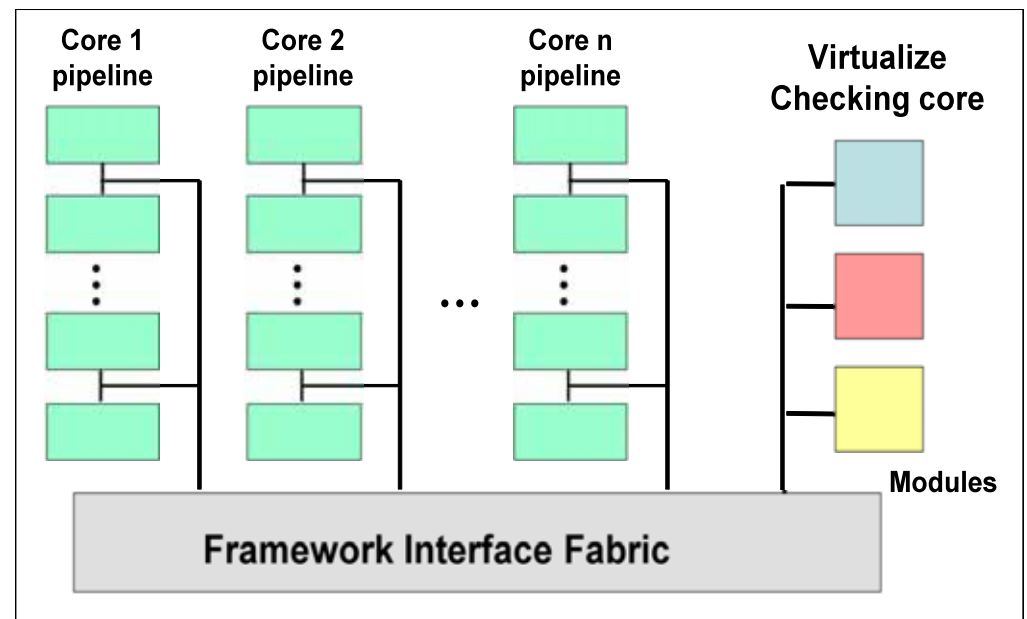 Core 1
pipeline
Core 2
pipeline
Core n
pipeline
Virtualize
Checking core
...
Modules
Framework Interface Fabric